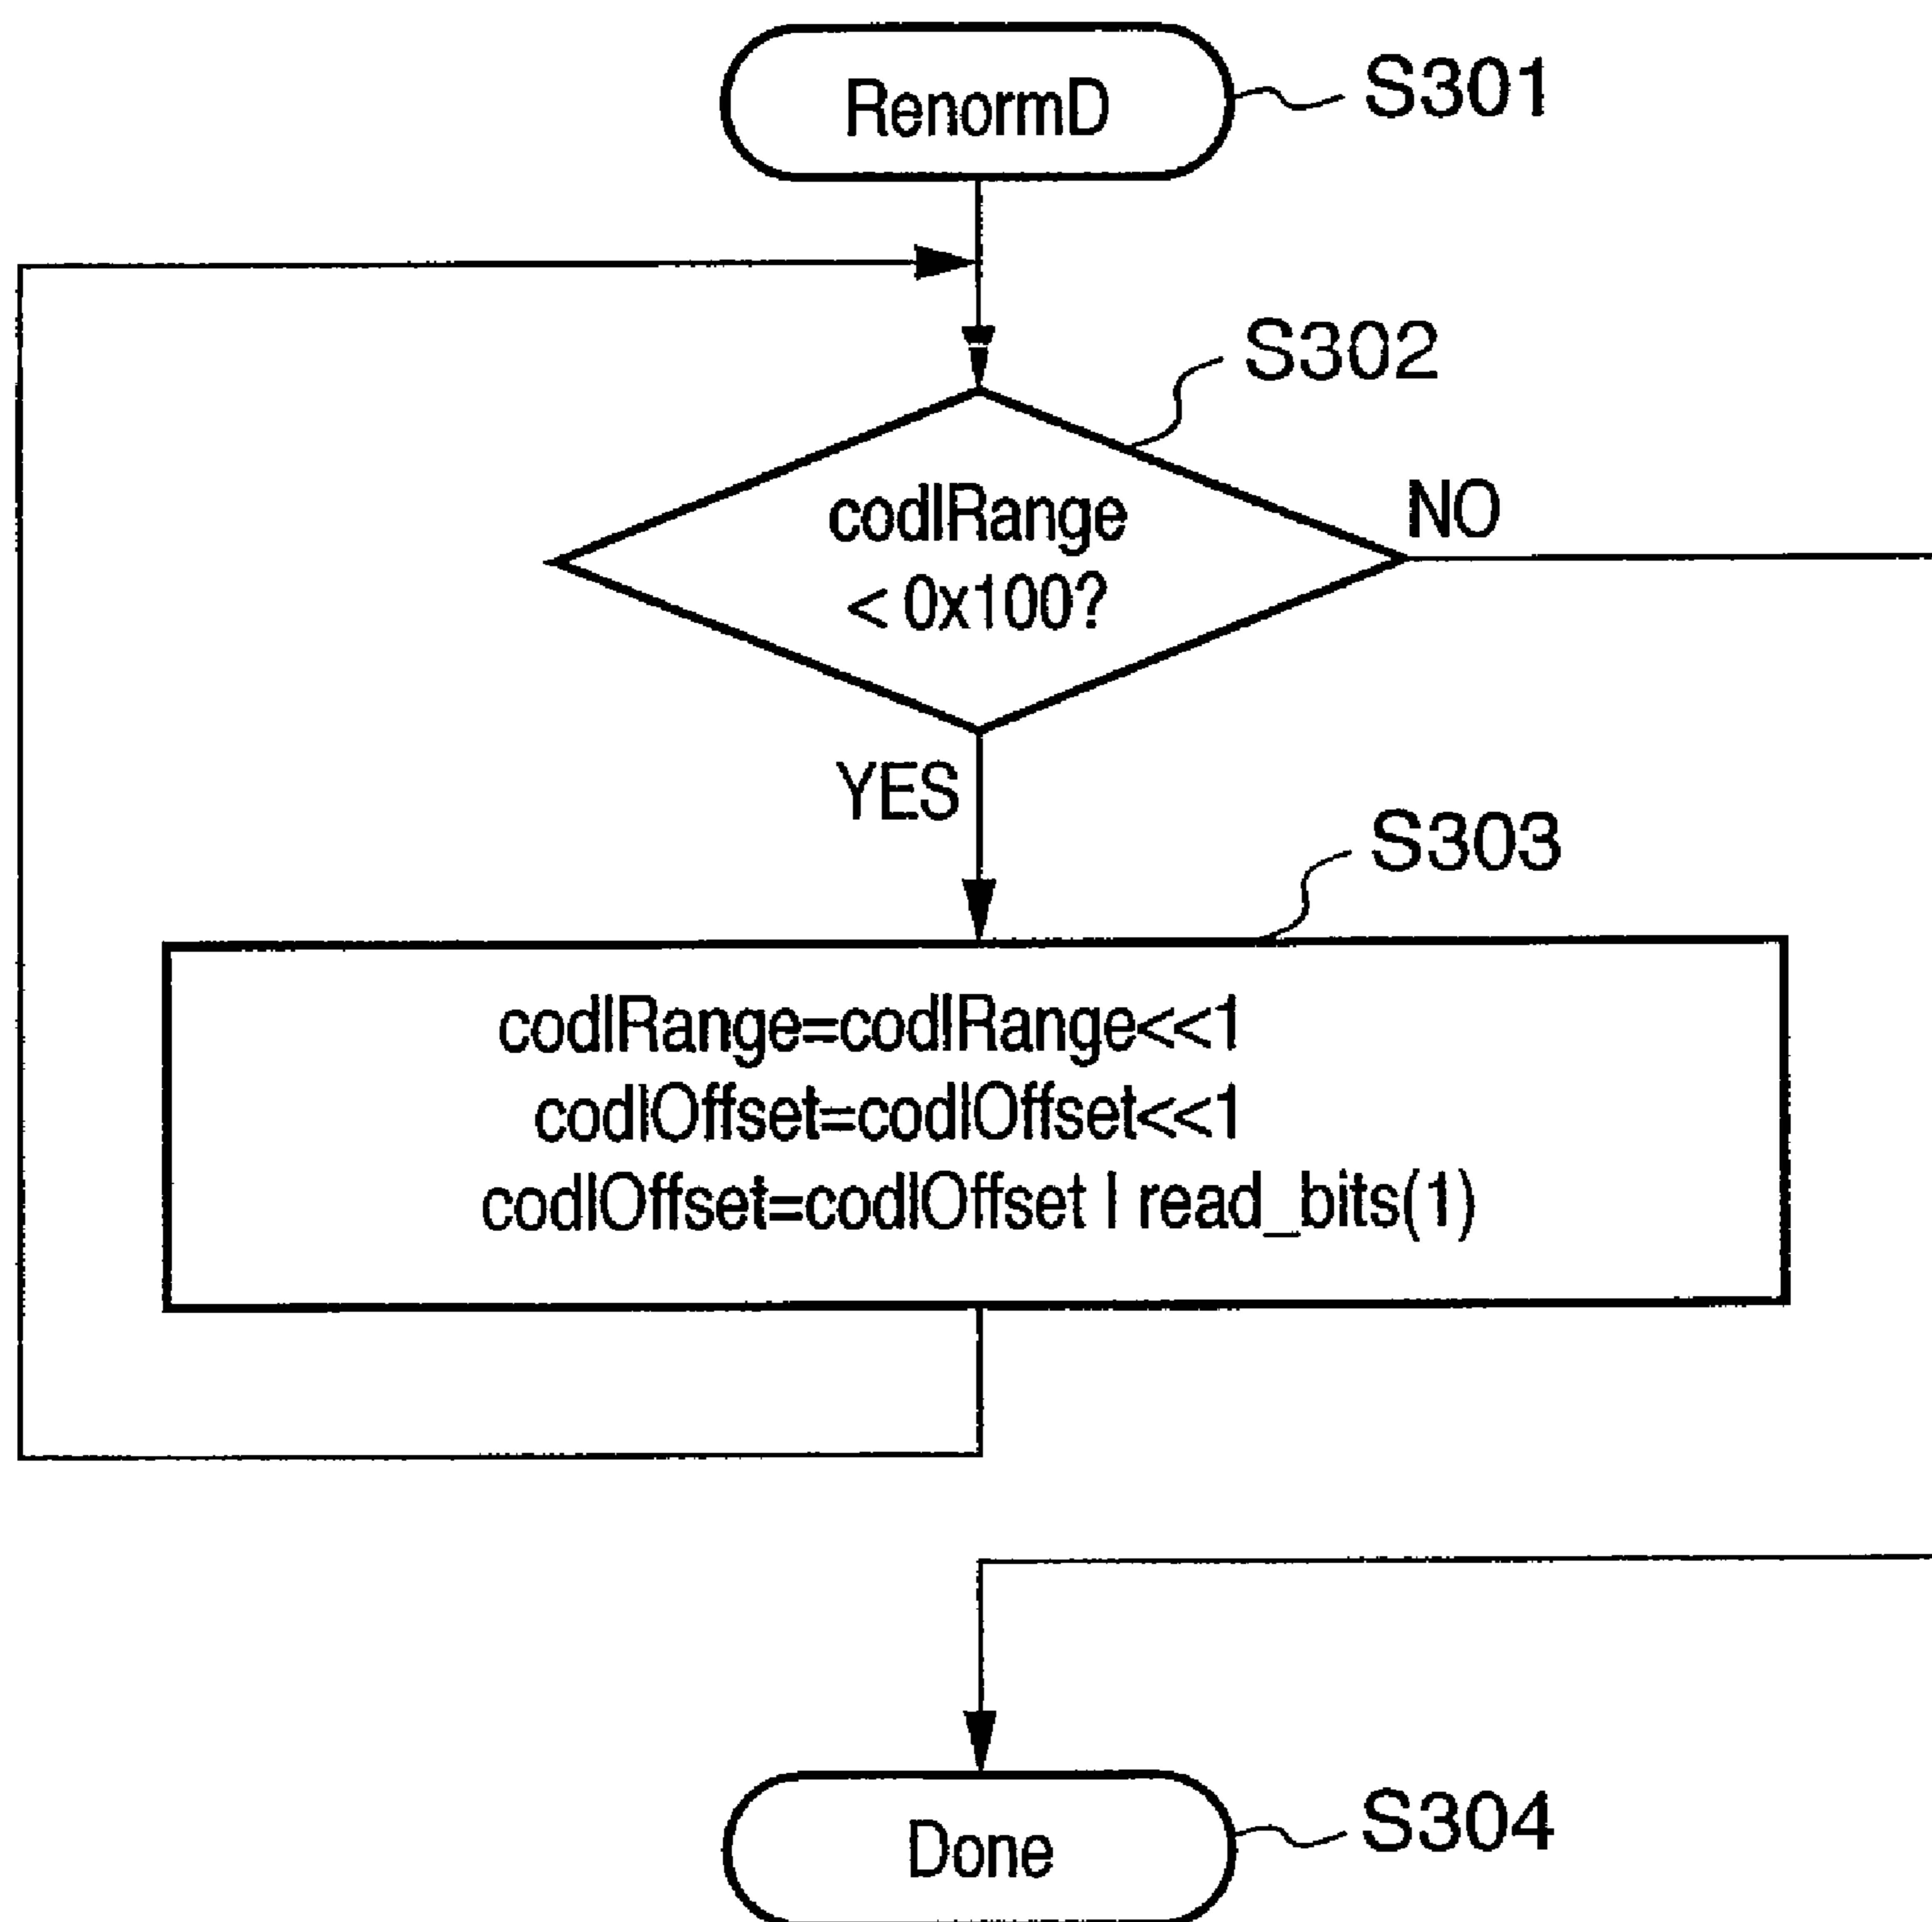 RenormD
S301
S302
codIRange
< 0x100?
NO
YES
S303
codIRange=codIRange<<1
codIOffset=codIOffset<<1
codIOffset=codIOffset | read_bits(1)
Done
S304